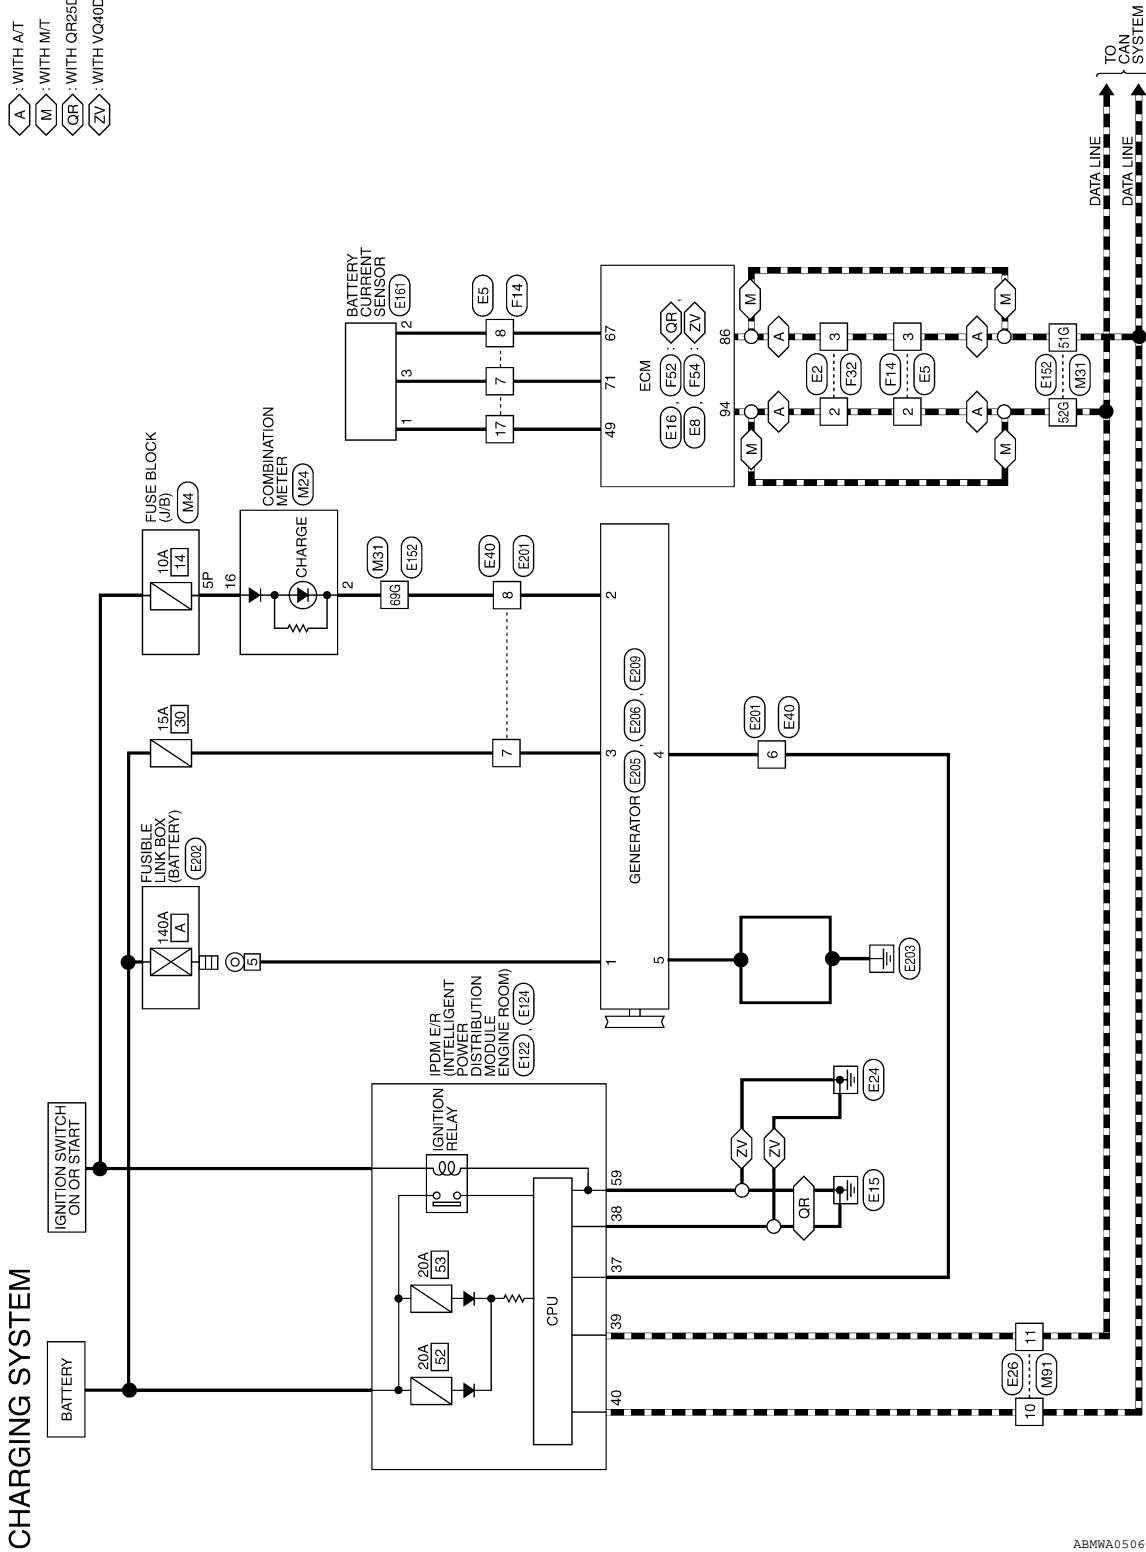 CHARGING SYSTEM
BATTERY
IGNITION SWITCH
ON OR START
A : WITH A/T
M : WITH M/T
QR : WITH QR25D
ZV : WITH VQ40D
FUSIBLE
LINK BOX
(BATTERY)
E202
140A
A
5
15A
30
FUSE BLOCK
(J/B)
M4
10A
14
5P
16
COMBINATION
METER
M24
CHARGE
2
M31
E152
69G
E40
E201
8
7
BATTERY
CURRENT
SENSOR
E161
1
3
2
E5
F14
17
7
8
49
71
67
ECM
E16 , F52 : QR ,
E8 , F54 : ZV
94
86
M
A
A
M
E2
F32
2
3
F14
E5
2
3
M
A
A
M
E152
M31
52G
51G
DATA LINE
DATA LINE
TO
CAN
SYSTEM
IPDM E/R
(INTELLIGENT
POWER
DISTRIBUTION
MODULE
ENGINE ROOM)
E122 , E124
IGNITION
RELAY
20A
52
20A
53
CPU
40
39
37
38
59
1
3
2
GENERATOR E205 , E206 , E209
5
4
E201
E40
6
E203
ZV
ZV
QR
E15
E24
E26
M91
10
11
ABMWA0506